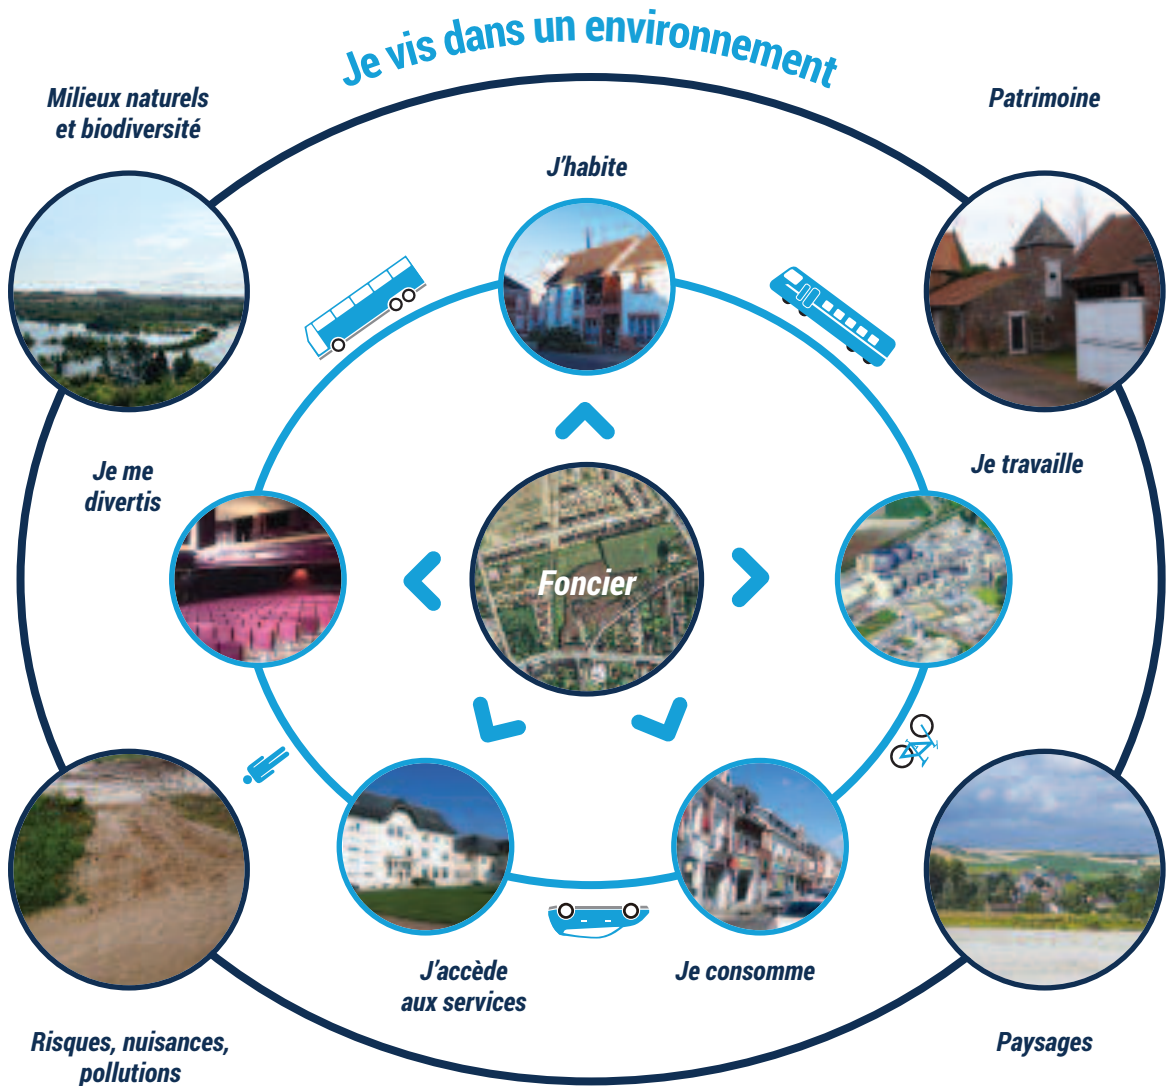 Je vis dans un environnement
Milieux naturels
et biodiversité
Patrimoine
J'habite
Je me
divertis
Je travaille
Foncier
J'accède
aux services
Je consomme
Risques, nuisances,
pollutions
Paysages